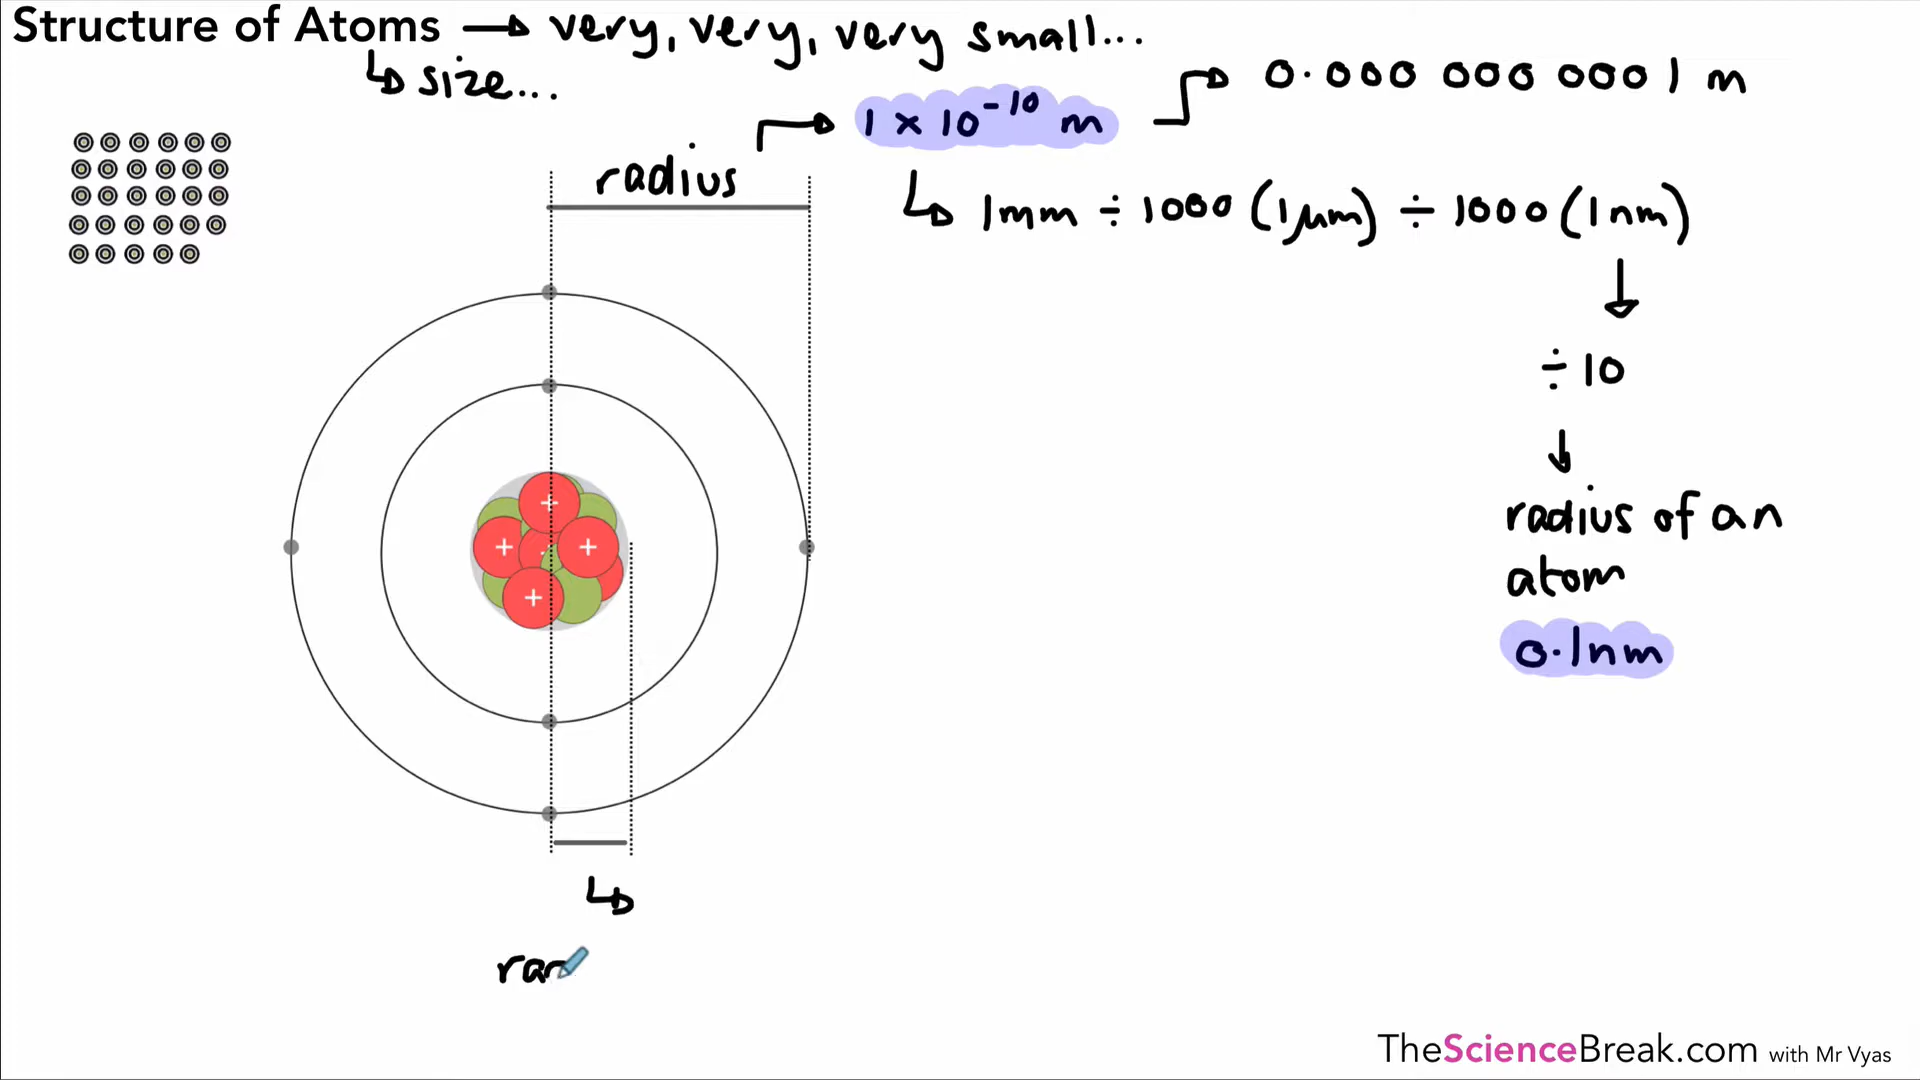 Structure of Atoms → very, very, very small...
↳ size...
1 x 10⁻¹⁰ m
0.000 000 000 1 m
radius
↳ 1mm ÷ 1000 (1μm) ÷ 1000 (1nm)
↓
÷ 10
↓
radius of an
atom
0.1nm
+
+ +
+
↳
TheScienceBreak.com with Mr Vyas